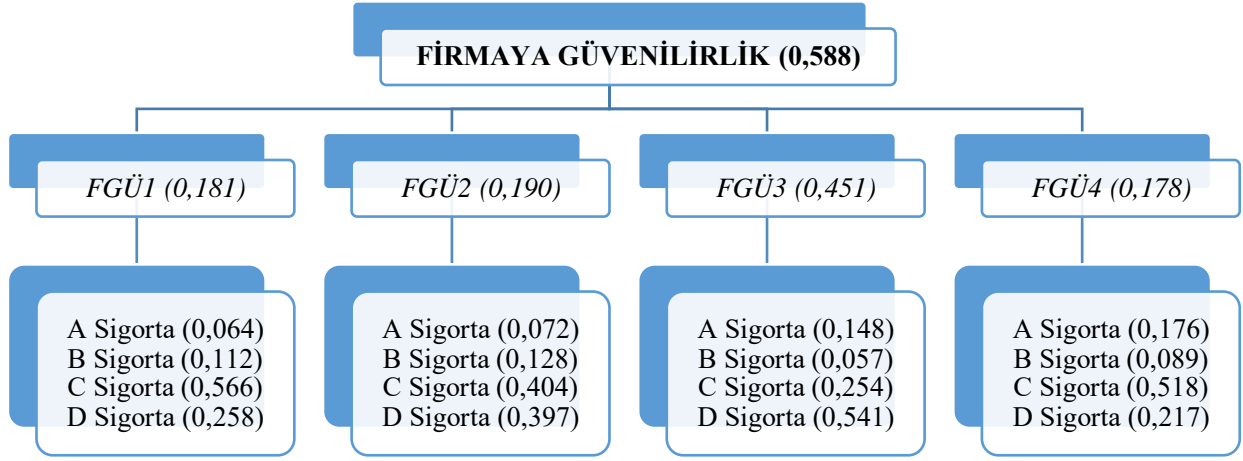 FİRMAYA GÜVENİLİRLİK (0,588)
FGÜ1 (0,181)
FGÜ2 (0,190)
FGÜ3 (0,451)
FGÜ4 (0,178)
A Sigorta (0,064)
B Sigorta (0,112)
C Sigorta (0,566)
D Sigorta (0,258)
A Sigorta (0,072)
B Sigorta (0,128)
C Sigorta (0,404)
D Sigorta (0,397)
A Sigorta (0,148)
B Sigorta (0,057)
C Sigorta (0,254)
D Sigorta (0,541)
A Sigorta (0,176)
B Sigorta (0,089)
C Sigorta (0,518)
D Sigorta (0,217)